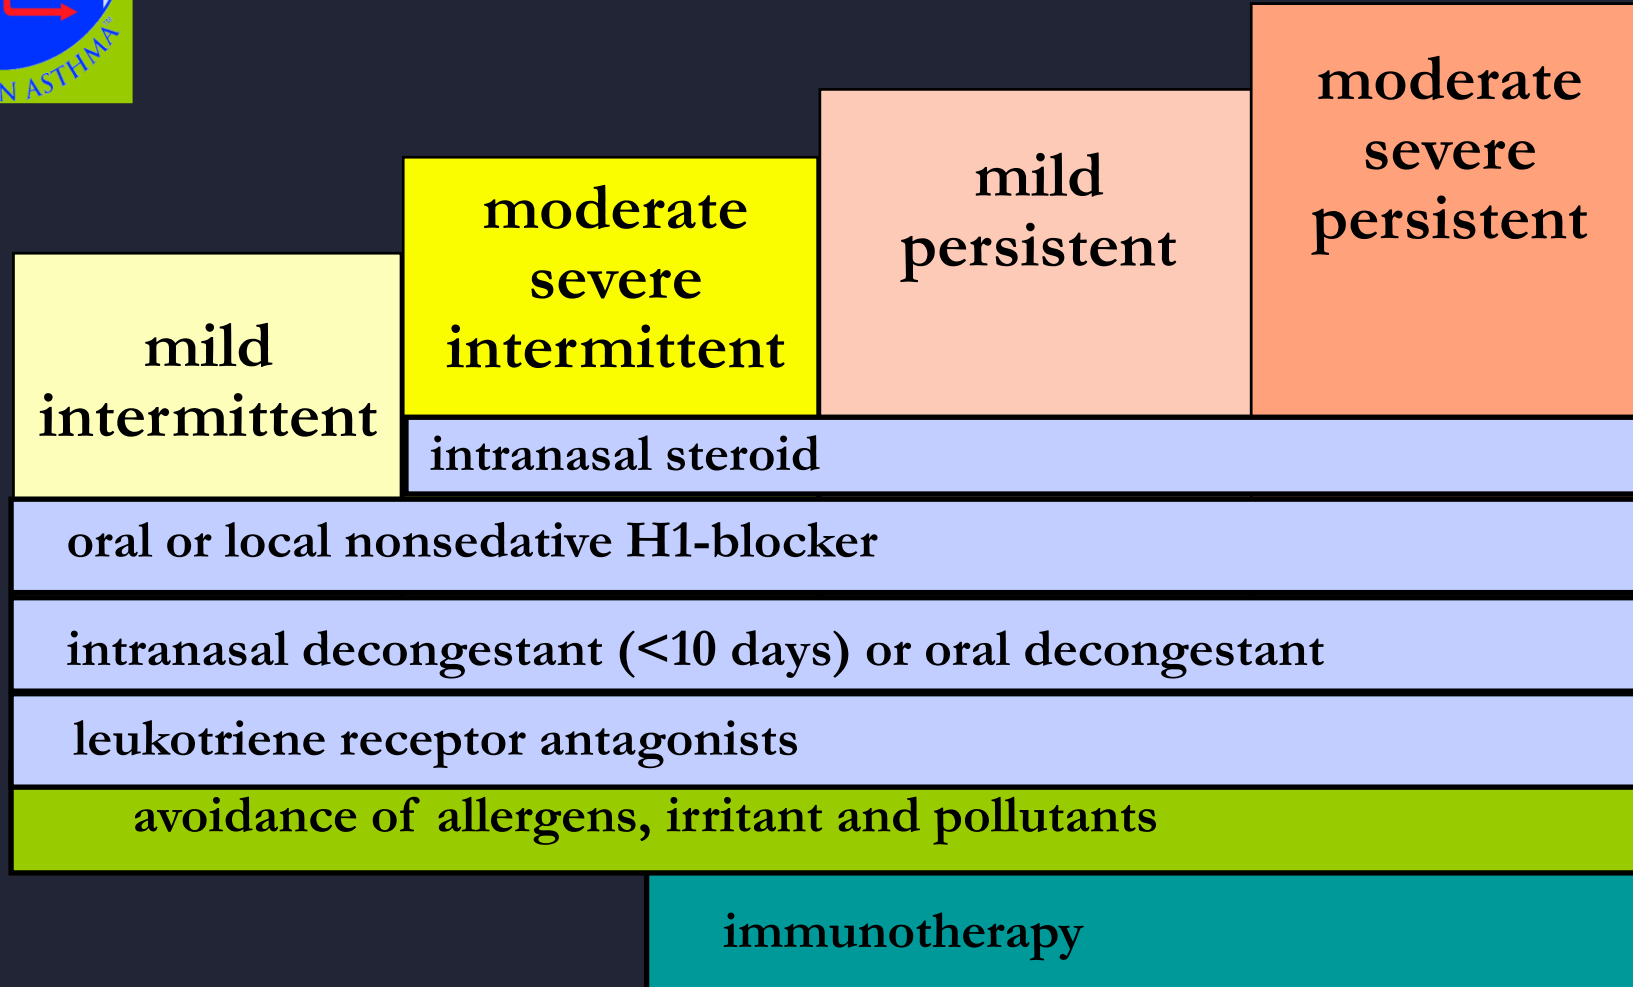 N ASTHMA™
moderate
severe
persistent
mild
persistent
moderate
severe
intermittent
mild
intermittent
intranasal steroid
oral or local nonsedative H1-blocker
intranasal decongestant (<10 days) or oral decongestant
leukotriene receptor antagonists
avoidance of allergens, irritant and pollutants
immunotherapy